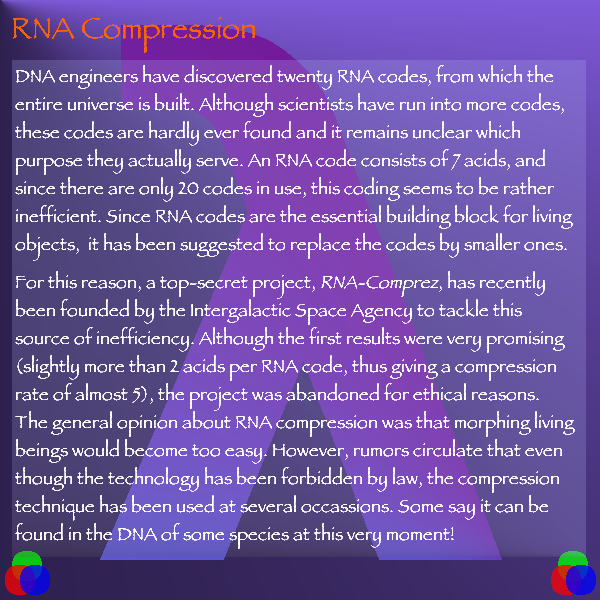 RNA Compression
DNA engineers have discovered twenty RNA codes, from which the
entire universe is built. Although scientists have run into more codes,
these codes are hardly ever found and it remains unclear which
purpose they actually serve. An RNA code consists of 7 acids, and
since there are only 20 codes in use, this coding seems to be rather
inefficient. Since RNA codes are the essential building block for living
objects, it has been suggested to replace the codes by smaller ones.
For this reason, a top-secret project, RNA-Comprez, has recently
been founded by the Intergalactic Space Agency to tackle this
source of inefficiency. Although the first results were very promising
(slightly more than 2 acids per RNA code, thus giving a compression
rate of almost 5), the project was abandoned for ethical reasons.
The general opinion about RNA compression was that morphing living
beings would become too easy. However, rumors circulate that even
though the technology has been forbidden by law, the compression
technique has been used at several occassions. Some say it can be
found in the DNA of some species at this very moment!